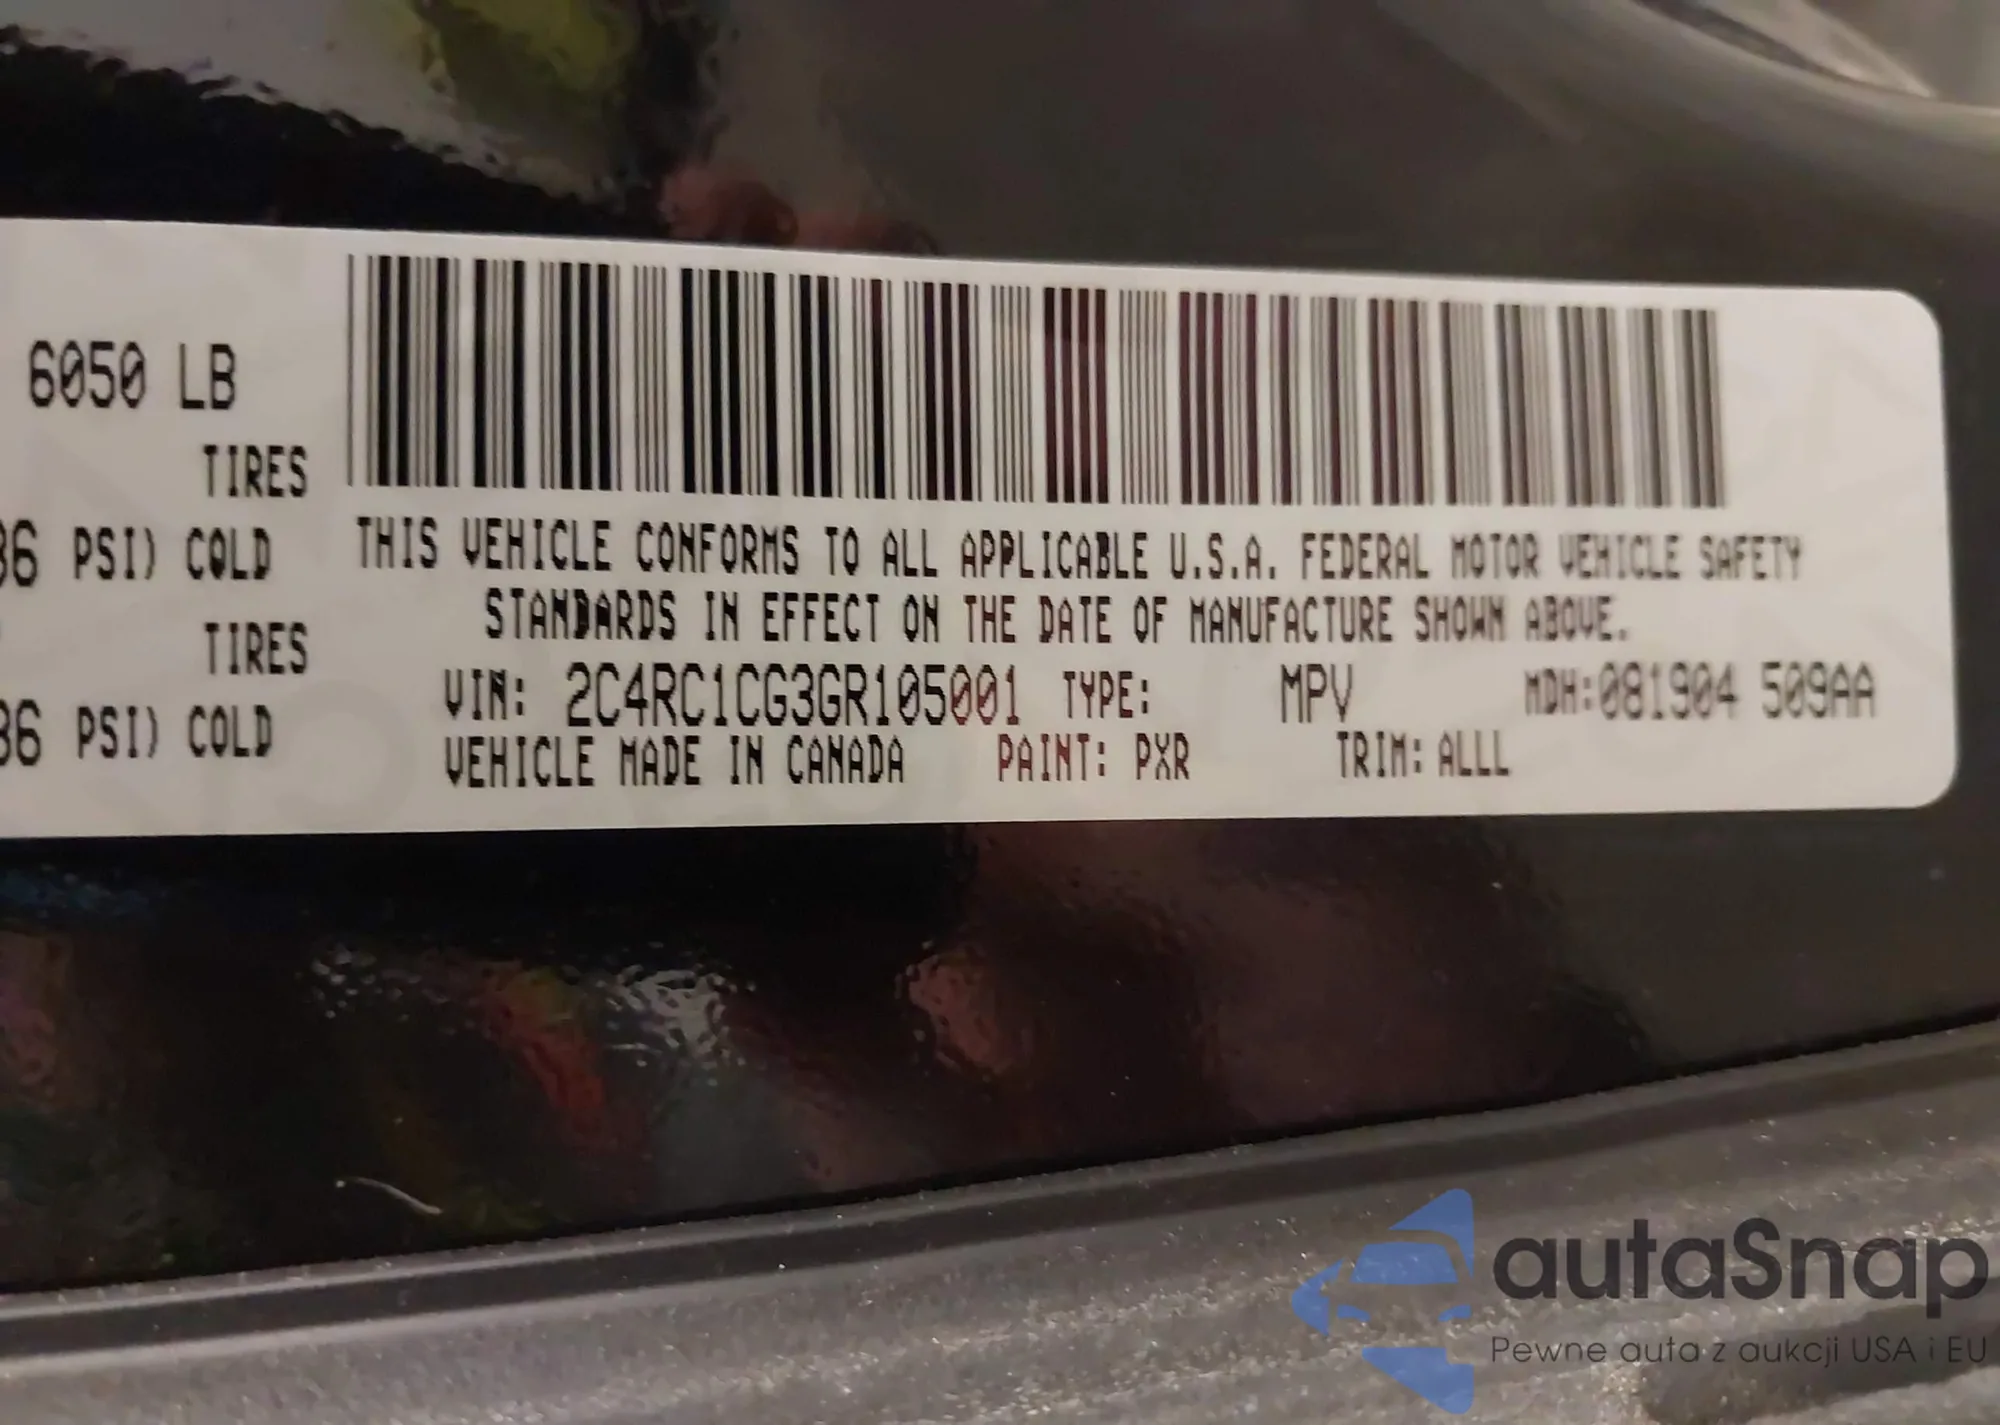 6050 LB
TIRES
36 PSI) COLD
TIRES
36 PSI) COLD
THIS VEHICLE CONFORMS TO ALL APPLICABLE U.S.A. FEDERAL MOTOR VEHICLE SAFETY
STANDARDS IN EFFECT ON THE DATE OF MANUFACTURE SHOWN ABOVE.
VIN: 2C4RC1CG3GR105001 TYPE: MPV MDH:081904 509AA
VEHICLE MADE IN CANADA PAINT: PXR TRIM: ALLL
autaSnap
Pewne auta z aukcji USA i EU